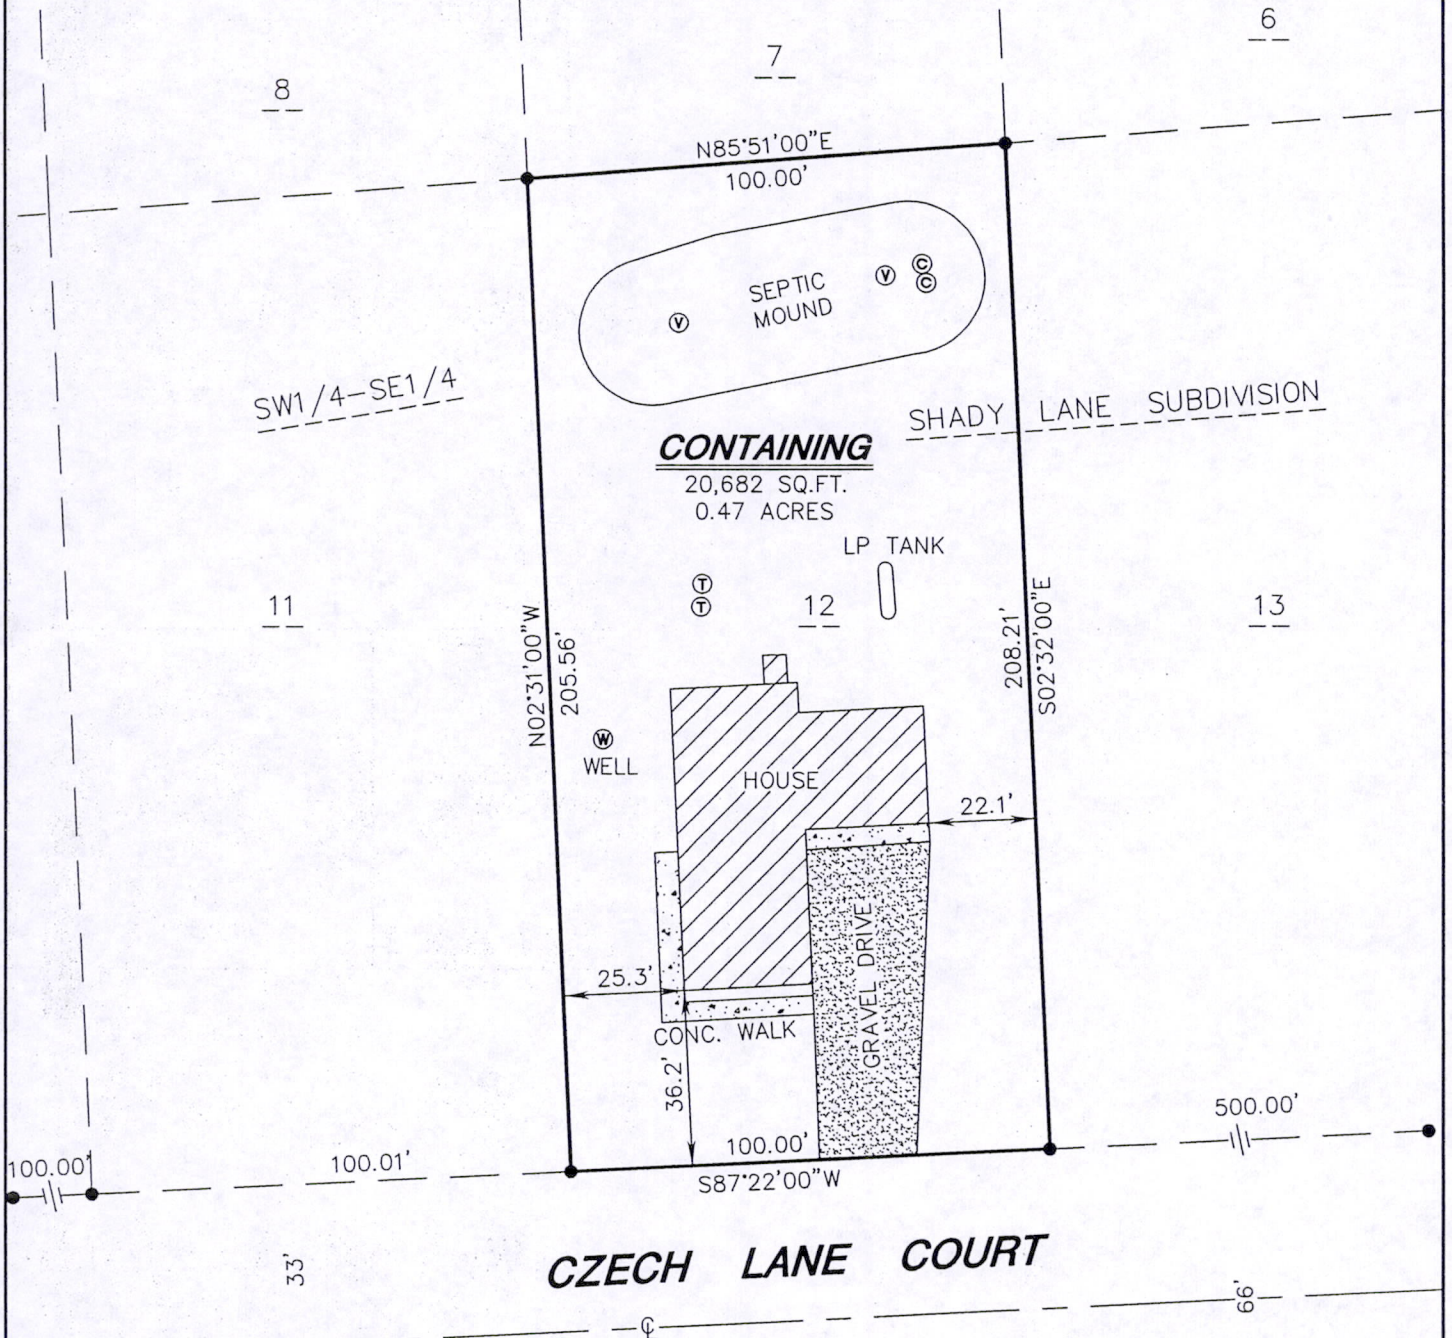 6
7
8
N85°51'00"E
100.00'
SEPTIC
MOUND
V
C
C
V
SW1/4-SE1/4
SHADY LANE SUBDIVISION
CONTAINING
20,682 SQ.FT.
0.47 ACRES
LP TANK
T
T
11
12
13
N02°31'00"W
205.56'
208.21'
S02°32'00"E
W
WELL
HOUSE
22.1'
GRAVEL DRIVE
25.3'
CONC. WALK
36.2'
100.00'
S87°22'00"W
500.00'
100.00'
100.01'
CZECH LANE COURT
33'
66'
℄